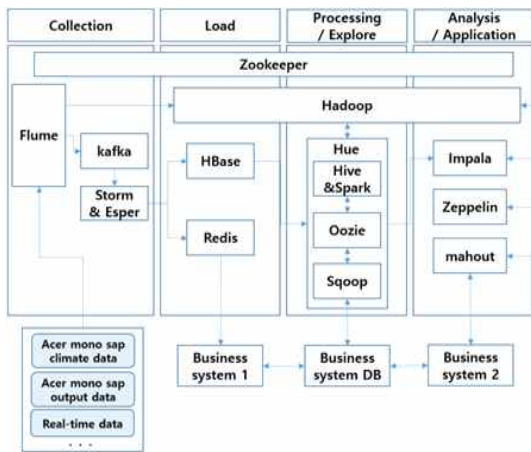 Collection
Load
Processing
/ Explore
Analysis
/ Application
Zookeeper
Flume
Hadoop
kafka
Storm
& Esper
HBase
Redis
Hue
Hive
&Spark
Oozie
Sqoop
Impala
Zeppelin
mahout
Acer mono sap
climate data
Acer mono sap
output data
Real-time data
. . .
Business
system 1
Business
system DB
Business
system 2